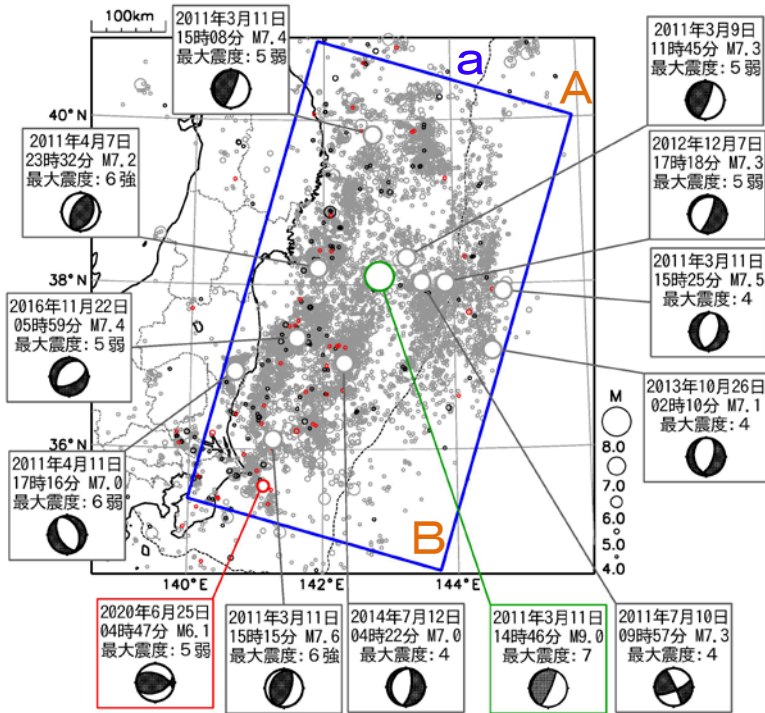 100km
2011年3月11日
15時08分 M7.4
最大震度:5弱
2011年3月9日
11時45分 M7.3
最大震度:5弱
a
A
40°N
2011年4月7日
23時32分 M7.2
最大震度:6強
2012年12月7日
17時18分 M7.3
最大震度:5弱
38°N
2011年3月11日
15時25分 M7.5
最大震度:4
2016年11月22日
05時59分 M7.4
最大震度:5弱
2013年10月26日
02時10分 M7.1
最大震度:4
M
8.0
7.0
6.0
5.0
4.0
36°N
2011年4月11日
17時16分 M7.0
最大震度:6弱
B
140°E
142°E
144°E
2020年6月25日
04時47分 M6.1
最大震度:5弱
2011年3月11日
15時15分 M7.6
最大震度:6強
2014年7月12日
04時22分 M7.0
最大震度:4
2011年3月11日
14時46分 M9.0
最大震度:7
2011年7月10日
09時57分 M7.3
最大震度:4